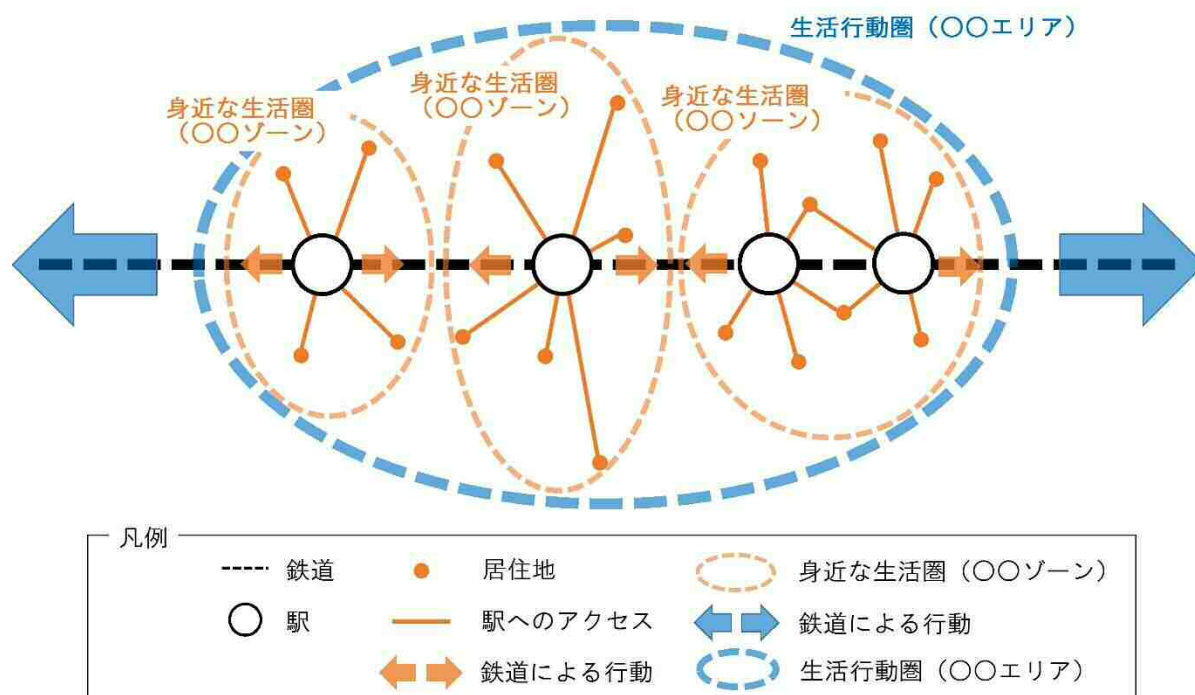 生活行動圏（〇〇エリア）
身近な生活圏
（〇〇ゾーン）
身近な生活圏
（〇〇ゾーン）
身近な生活圏
（〇〇ゾーン）
凡例
鉄道
居住地
身近な生活圏（〇〇ゾーン）
駅
駅へのアクセス
鉄道による行動
鉄道による行動
生活行動圏（〇〇エリア）